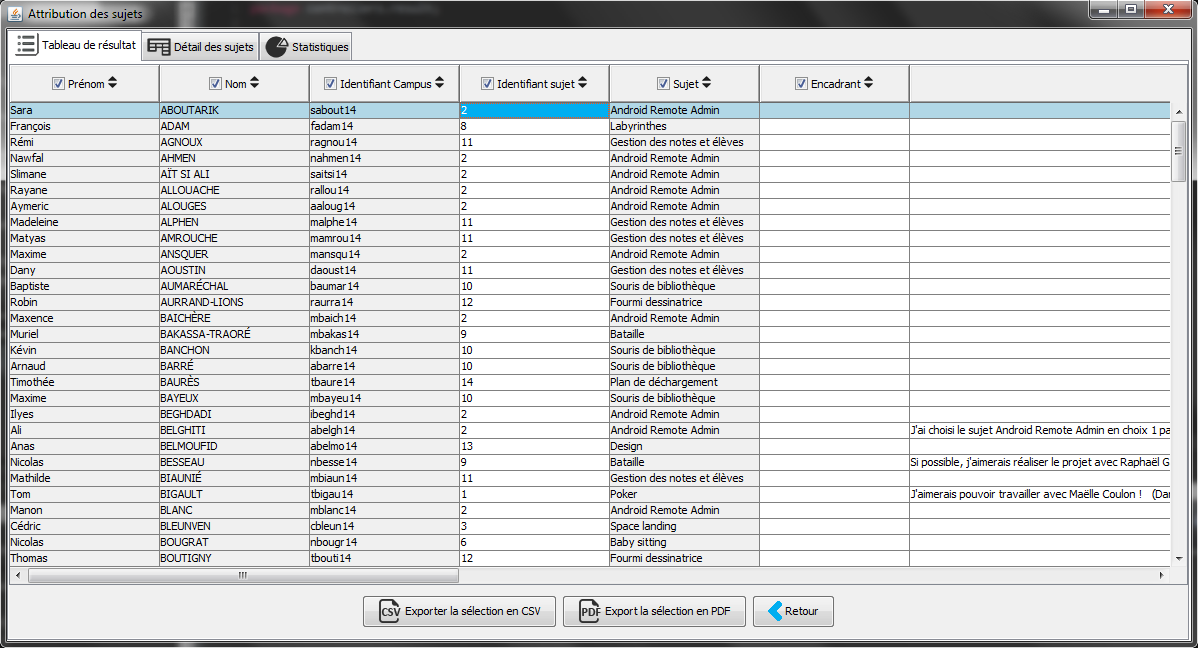 Attribution des sujets
Tableau de résultat Détail des sujets Statistiques
Prénom Nom Identifiant Campus Identifiant sujet Sujet Encadrant
Sara ABOUTARIK sabout14 2 Android Remote Admin
François ADAM fadam14 8 Labyrinthes
Rémi AGNOUX ragnou14 11 Gestion des notes et élèves
Nawfal AHMEN nahmen14 2 Android Remote Admin
Slimane AÏT SI ALI saitsi14 2 Android Remote Admin
Rayane ALLOUACHE rallou14 2 Android Remote Admin
Aymeric ALOUGES aaloug14 2 Android Remote Admin
Madeleine ALPHEN malphe14 11 Gestion des notes et élèves
Matyas AMROUCHE mamrou14 11 Gestion des notes et élèves
Maxime ANSQUER mansqu14 2 Android Remote Admin
Dany AOUSTIN daoust14 11 Gestion des notes et élèves
Baptiste AUMARÉCHAL baumar14 10 Souris de bibliothèque
Robin AURRAND-LIONS raurra14 12 Fourmi dessinatrice
Maxence BAICHÈRE mbaich14 2 Android Remote Admin
Muriel BAKASSA-TRAORÉ mbakas14 9 Bataille
Kévin BANCHON kbanch14 10 Souris de bibliothèque
Arnaud BARRÉ abarre14 10 Souris de bibliothèque
Timothée BAURÈS tbaure14 14 Plan de déchargement
Maxime BAYEUX mbayeu14 10 Souris de bibliothèque
Ilyes BEGHDADI ibeghd14 2 Android Remote Admin
Ali BELGHITI abelgh14 2 Android Remote Admin J'ai choisi le sujet Android Remote Admin en choix 1 pa
Anas BELMOUFID abelmo14 13 Design
Nicolas BESSEAU nbesse14 9 Bataille Si possible, j'aimerais réaliser le projet avec Raphaël G
Mathilde BIAUNIÉ mbiaun14 11 Gestion des notes et élèves
Tom BIGAULT tbigau14 1 Poker J'aimerais pouvoir travailler avec Maëlle Coulon ! (Dan
Manon BLANC mblanc14 2 Android Remote Admin
Cédric BLEUNVEN cbleun14 3 Space landing
Nicolas BOUGRAT nbougr14 6 Baby sitting
Thomas BOUTIGNY tbouti14 12 Fourmi dessinatrice
CSV Exporter la sélection en CSV PDF Export la sélection en PDF Retour